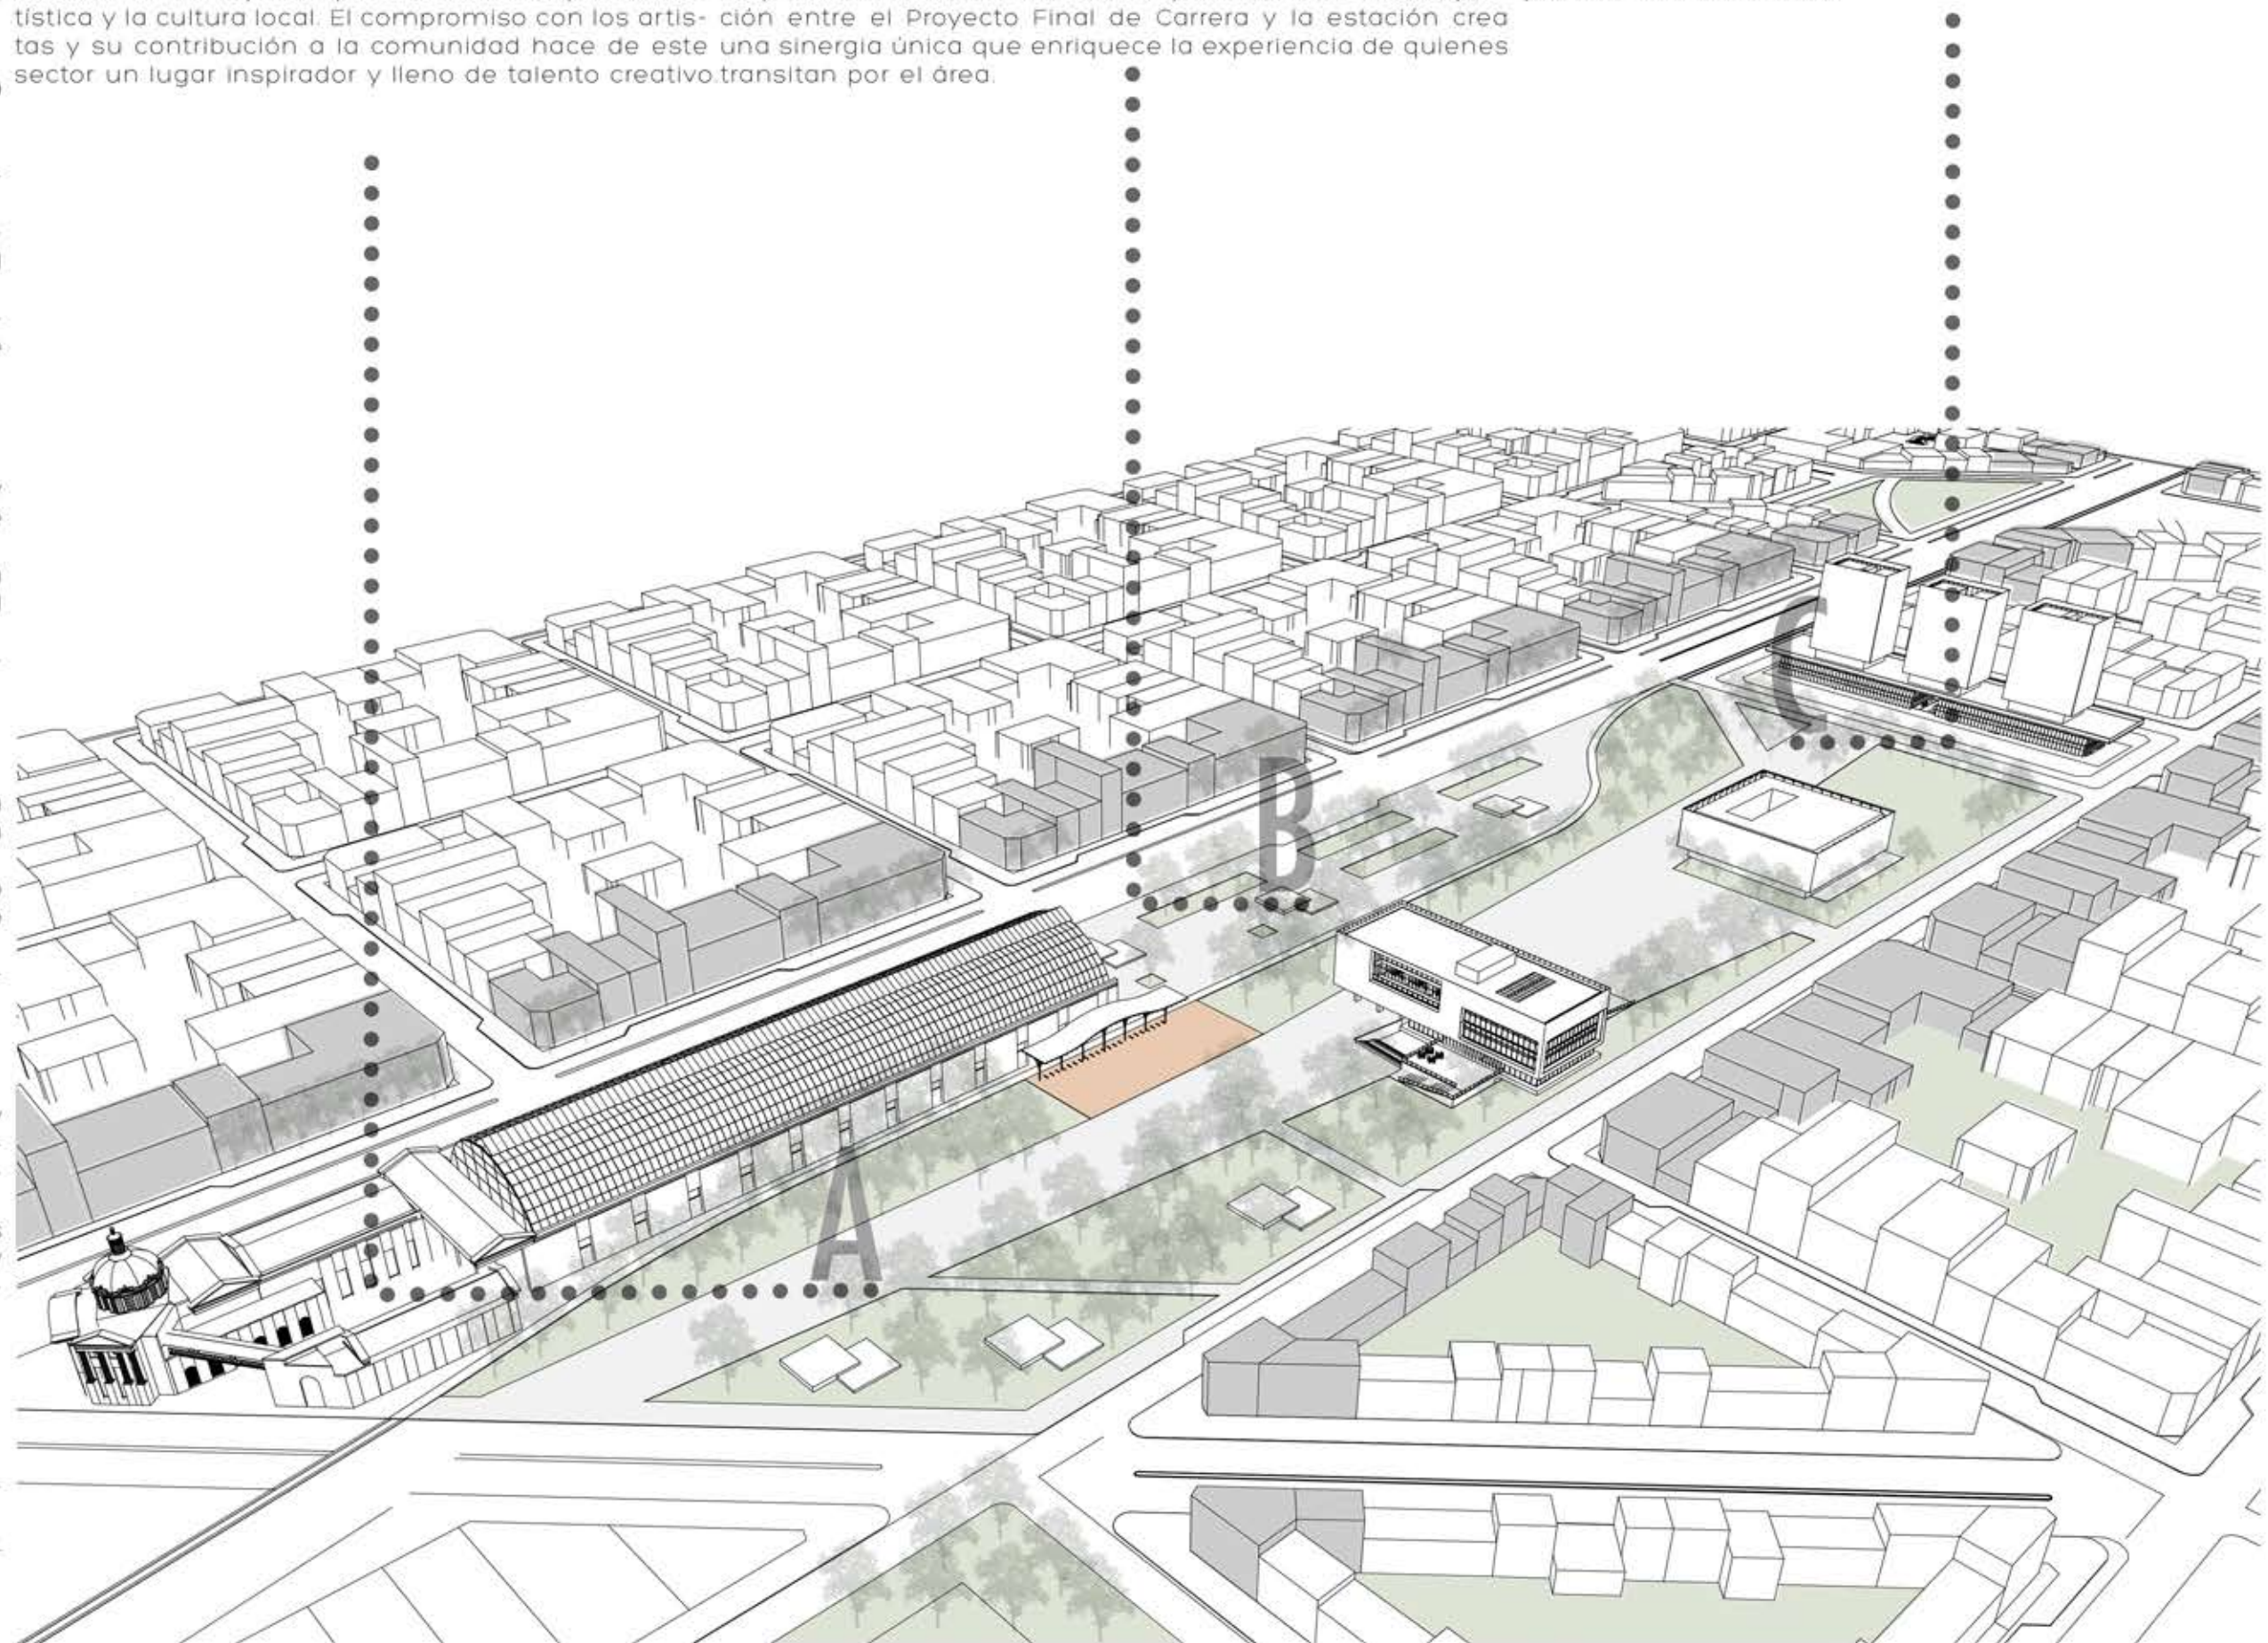 tística y la cultura local. El compromiso con los artis-
tas y su contribución a la comunidad hace de este
sector un lugar inspirador y lleno de talento creativo.
ción entre el Proyecto Final de Carrera y la estación crea
una sinergia única que enriquece la experiencia de quienes
transitan por el área.
C
B
A